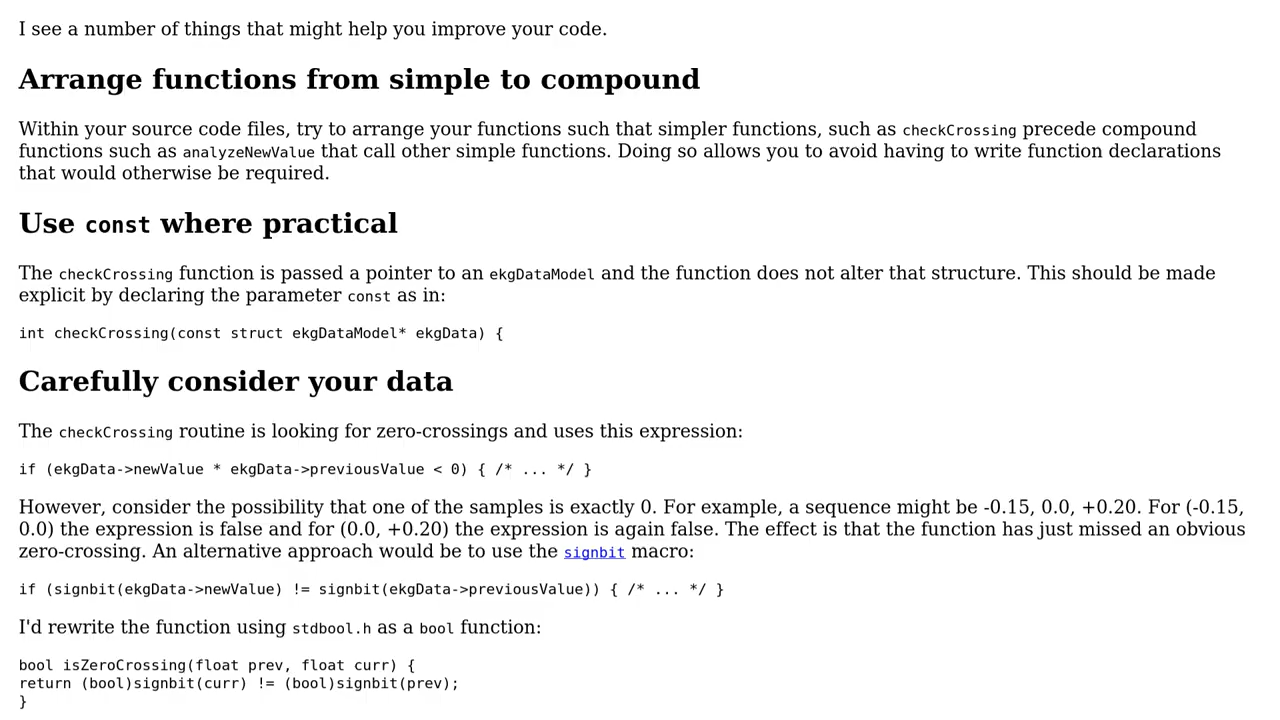 I see a number of things that might help you improve your code.
Arrange functions from simple to compound
Within your source code files, try to arrange your functions such that simpler functions, such as checkCrossing precede compound
functions such as analyzeNewValue that call other simple functions. Doing so allows you to avoid having to write function declarations
that would otherwise be required.
Use const where practical
The checkCrossing function is passed a pointer to an ekgDataModel and the function does not alter that structure. This should be made
explicit by declaring the parameter const as in:
int checkCrossing(const struct ekgDataModel* ekgData) {
Carefully consider your data
The checkCrossing routine is looking for zero-crossings and uses this expression:
if (ekgData->newValue * ekgData->previousValue < 0) { /* ... */ }
However, consider the possibility that one of the samples is exactly 0. For example, a sequence might be -0.15, 0.0, +0.20. For (-0.15,
0.0) the expression is false and for (0.0, +0.20) the expression is again false. The effect is that the function has just missed an obvious
zero-crossing. An alternative approach would be to use the signbit macro:
if (signbit(ekgData->newValue) != signbit(ekgData->previousValue)) { /* ... */ }
I'd rewrite the function using stdbool.h as a bool function:
bool isZeroCrossing(float prev, float curr) {
return (bool)signbit(curr) != (bool)signbit(prev);
}